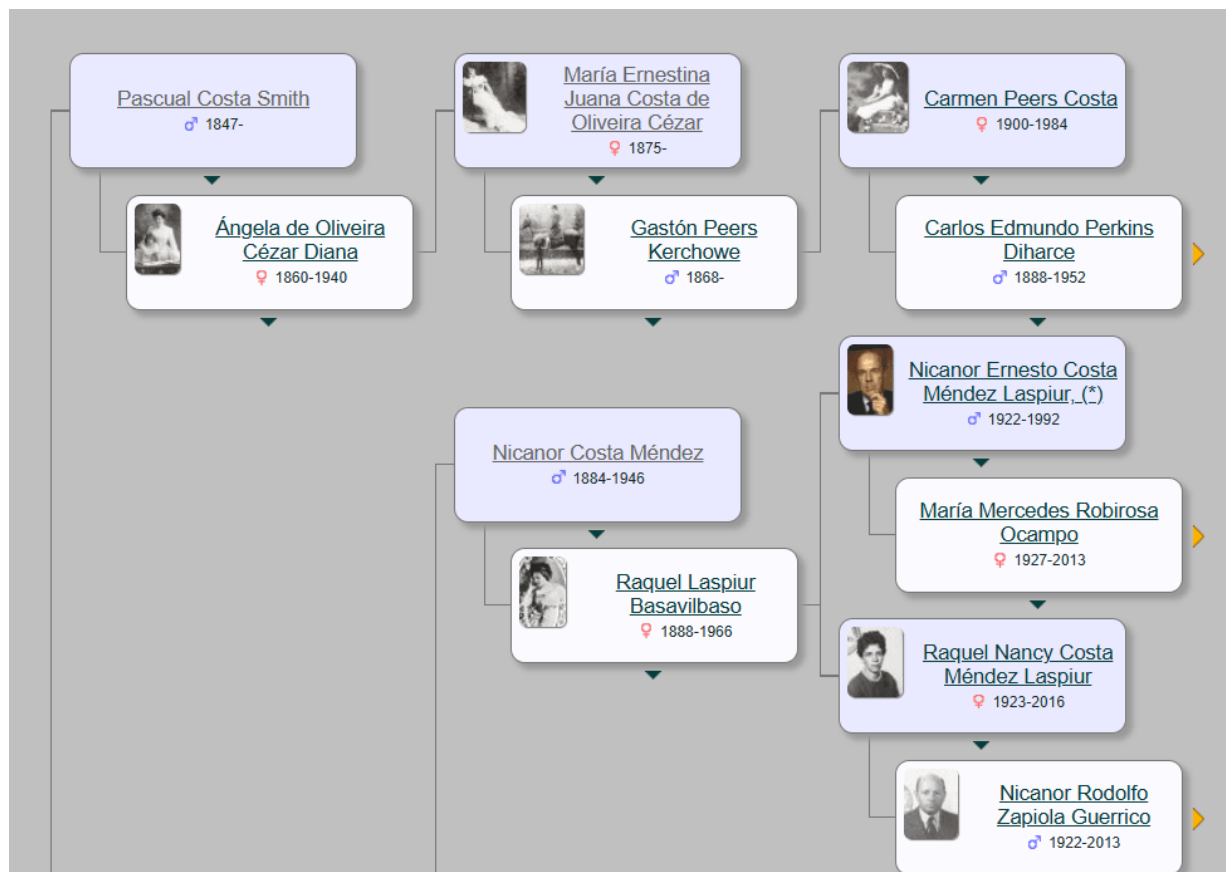 Pascual Costa Smith
♂ 1847-
Ángela de Oliveira
Cézar Diana
♀ 1860-1940
María Ernestina
Juana Costa de
Oliveira Cézar
♀ 1875-
Gastón Peers
Kerchowe
♂ 1868-
Carmen Peers Costa
♀ 1900-1984
Carlos Edmundo Perkins
Diharce
♂ 1888-1952
Nicanor Costa Méndez
♂ 1884-1946
Raquel Laspiur
Basavilbaso
♀ 1888-1966
Nicanor Ernesto Costa
Méndez Laspiur, (*)
♂ 1922-1992
María Mercedes Robirosa
Ocampo
♀ 1927-2013
Raquel Nancy Costa
Méndez Laspiur
♀ 1923-2016
Nicanor Rodolfo
Zapiola Guerrico
♂ 1922-2013